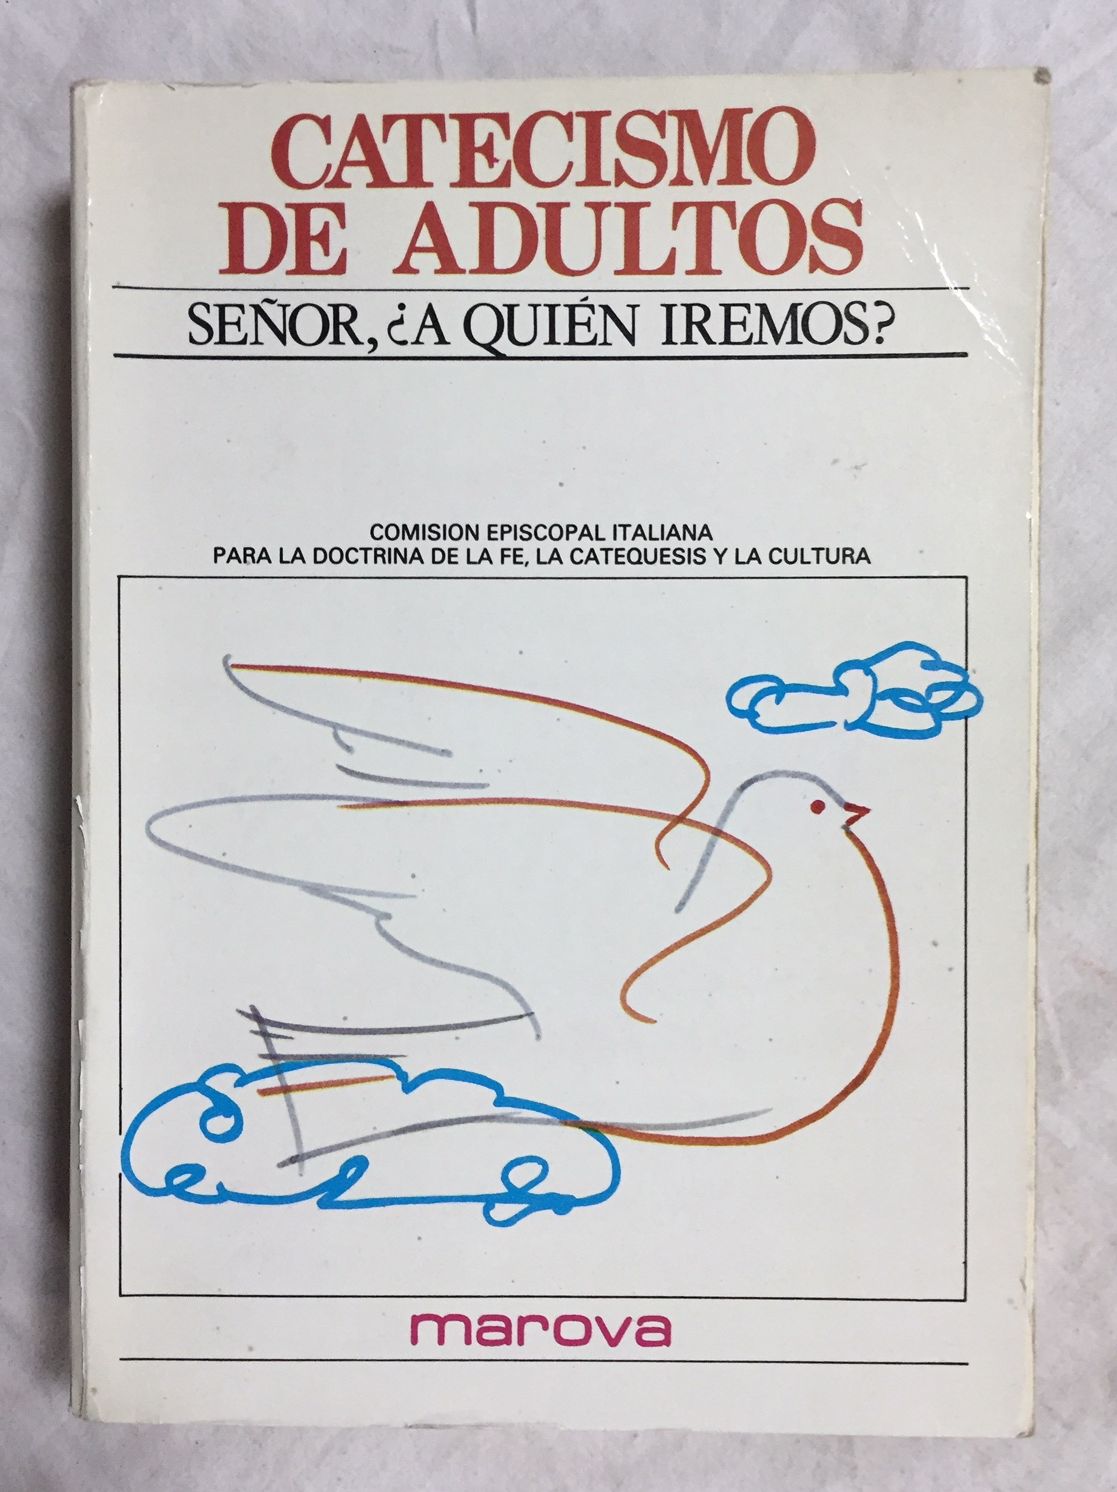 CATECISMO
DE ADULTOS
SEÑOR, ¿A QUIÉN IREMOS?
COMISION EPISCOPAL ITALIANA
PARA LA DOCTRINA DE LA FE, LA CATEQUESIS Y LA CULTURA
marova